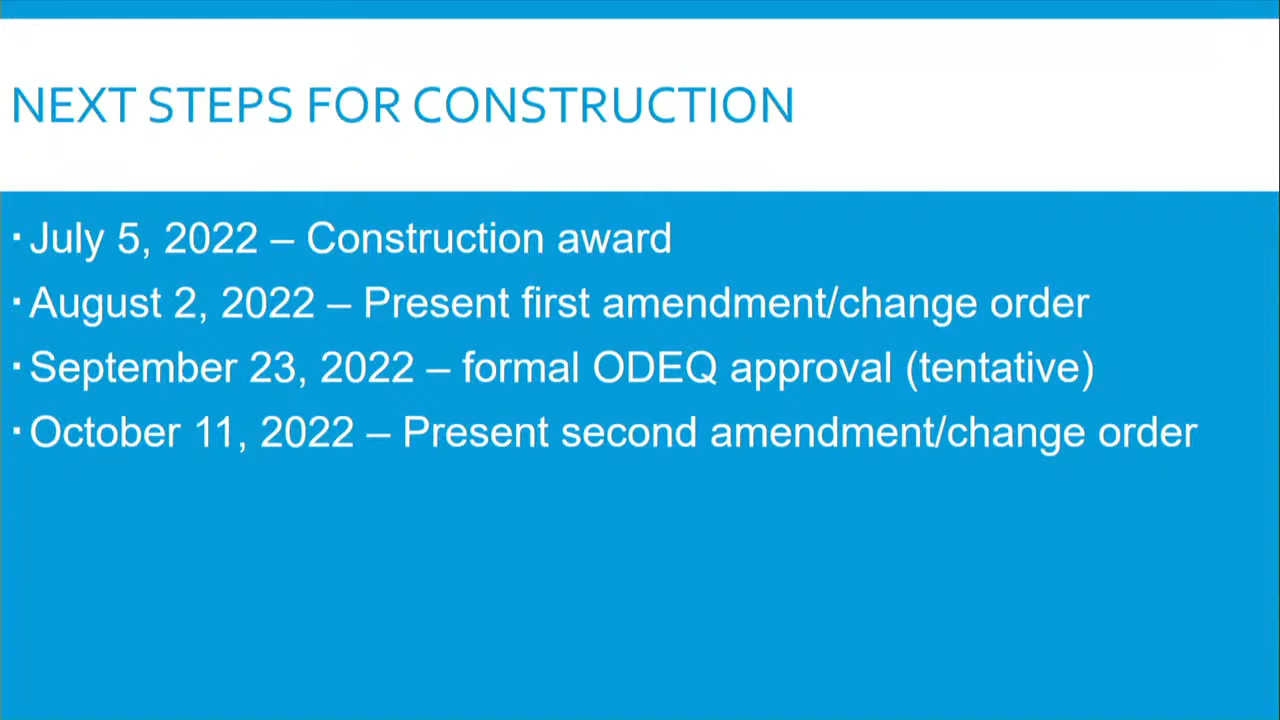 NEXT STEPS FOR CONSTRUCTION
▪ July 5, 2022 – Construction award
▪ August 2, 2022 – Present first amendment/change order
▪ September 23, 2022 – formal ODEQ approval (tentative)
▪ October 11, 2022 – Present second amendment/change order